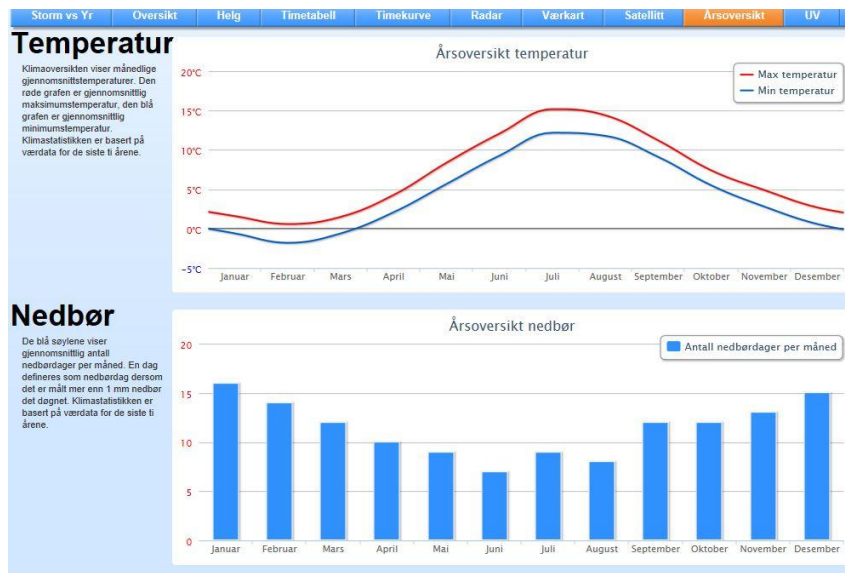 Storm vs Yr Oversikt Helg Timetabell Timekurve Radar Værkart Satellitt Årsoversikt UV
Temperatur
Klimaoversikten viser månedlige
gjennomsnittstemperaturer. Den
røde grafen er gjennomsnittlig
maksimumstemperatur, den blå
grafen er gjennomsnittlig
minimumstemperatur.
Klimastatistikken er basert på
værdata for de siste ti årene.
Årsoversikt temperatur
Max temperatur
Min temperatur
20°C
15°C
10°C
5°C
0°C
-5°C
Januar Februar Mars April Mai Juni Juli August September Oktober November Desember
Nedbør
De blå søylene viser
gjennomsnittlig antall
nedbørdager per måned. En dag
defineres som nedbørdag dersom
det er målt mer enn 1 mm nedbør
det døgnet. Klimastatistikken er
basert på værdata for de siste ti
årene.
Årsoversikt nedbør
Antall nedbørdager per måned
20
15
10
5
0
Januar Februar Mars April Mai Juni Juli August September Oktober November Desember